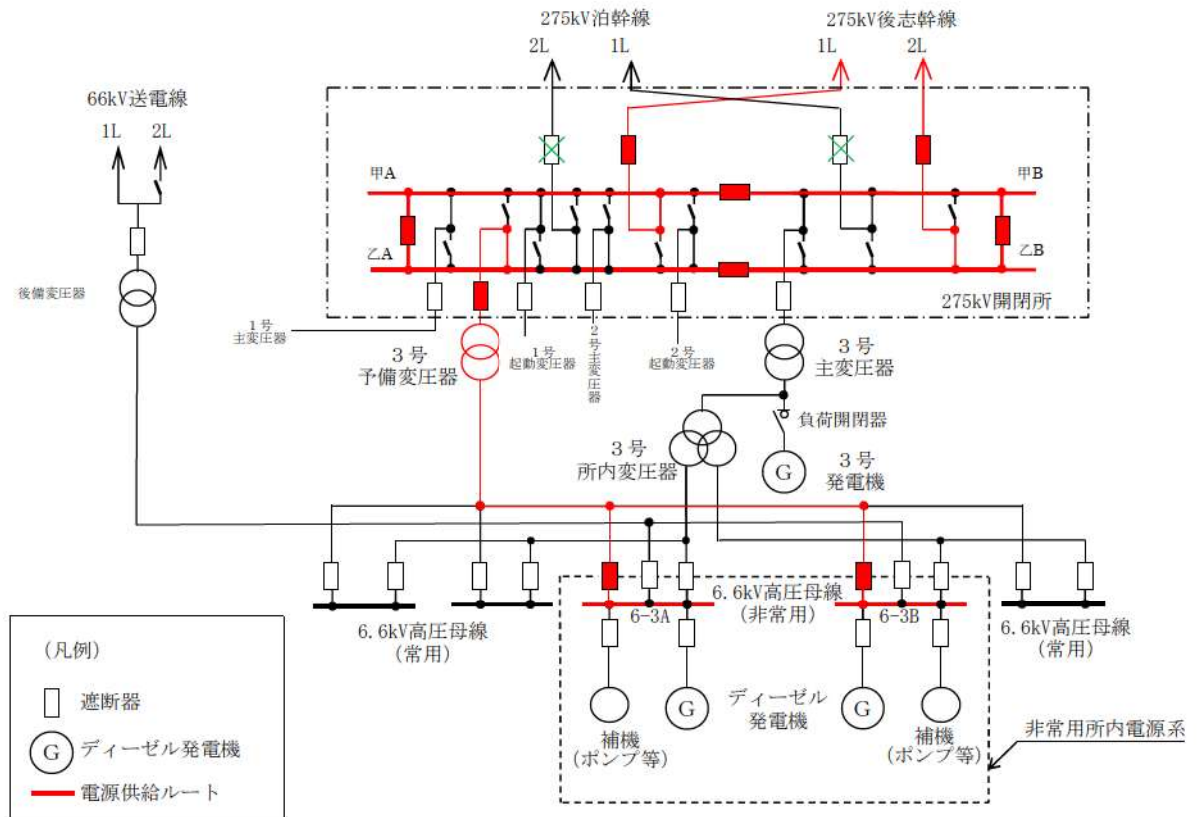 275kV泊幹線
275kV後志幹線
2L
1L
1L
2L
66kV送電線
1L
2L
甲A
甲B
乙A
乙B
275kV開閉所
後備変圧器
1号
主変圧器
3号
予備変圧器
1号
起動変圧器
2号主変圧器
2号
起動変圧器
3号
主変圧器
負荷開閉器
3号
所内変圧器
G
3号
発電機
6.6kV高圧母線
(非常用)
6-3A
6-3B
6.6kV高圧母線
(常用)
6.6kV高圧母線
(常用)
G
ディーゼル
発電機
G
補機
(ポンプ等)
補機
(ポンプ等)
非常用所内電源系
(凡例)
遮断器
G
ディーゼル発電機
電源供給ルート